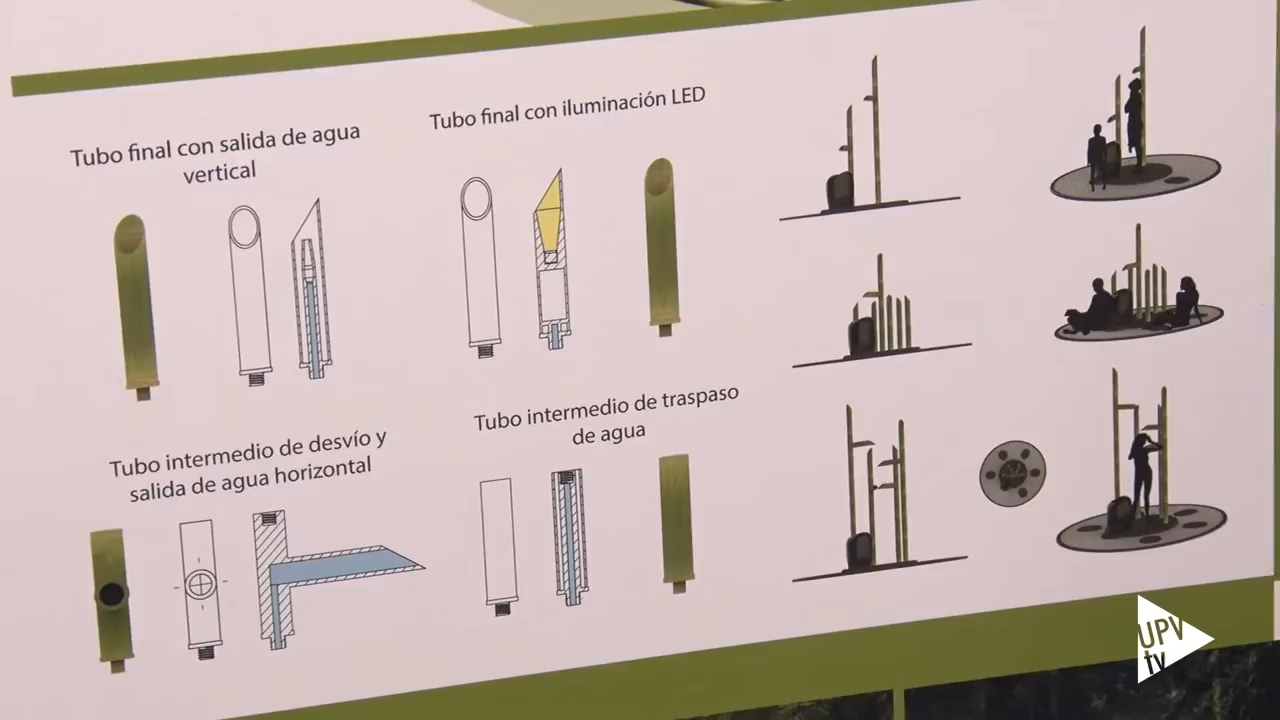 Tubo final con salida de agua
vertical
Tubo final con iluminación LED
Tubo intermedio de desvío y
salida de agua horizontal
Tubo intermedio de traspaso
de agua
UPV
tv